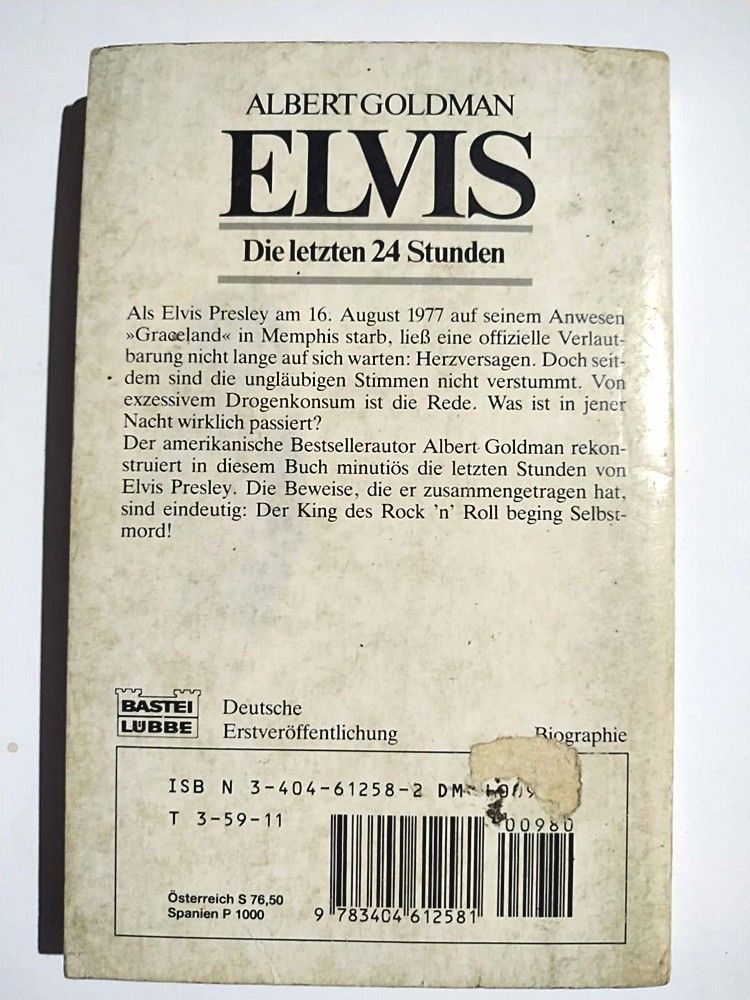 ALBERT GOLDMAN
ELVIS
Die letzten 24 Stunden
Als Elvis Presley am 16. August 1977 auf seinem Anwesen
»Graceland« in Memphis starb, ließ eine offizielle Verlaut-
barung nicht lange auf sich warten: Herzversagen. Doch seit-
dem sind die ungläubigen Stimmen nicht verstummt. Von
exzessivem Drogenkonsum ist die Rede. Was ist in jener
Nacht wirklich passiert?
Der amerikanische Bestsellerautor Albert Goldman rekon-
struiert in diesem Buch minutiös die letzten Stunden von
Elvis Presley. Die Beweise, die er zusammengetragen hat,
sind eindeutig: Der King des Rock 'n' Roll beging Selbst-
mord!
BASTEI
LÜBBE
Deutsche
Erstveröffentlichung
Biographie
ISB N 3-404-61258-2 DM
T 3-59-11
00980
Österreich S 76,50
Spanien P 1000
9 783404 612581